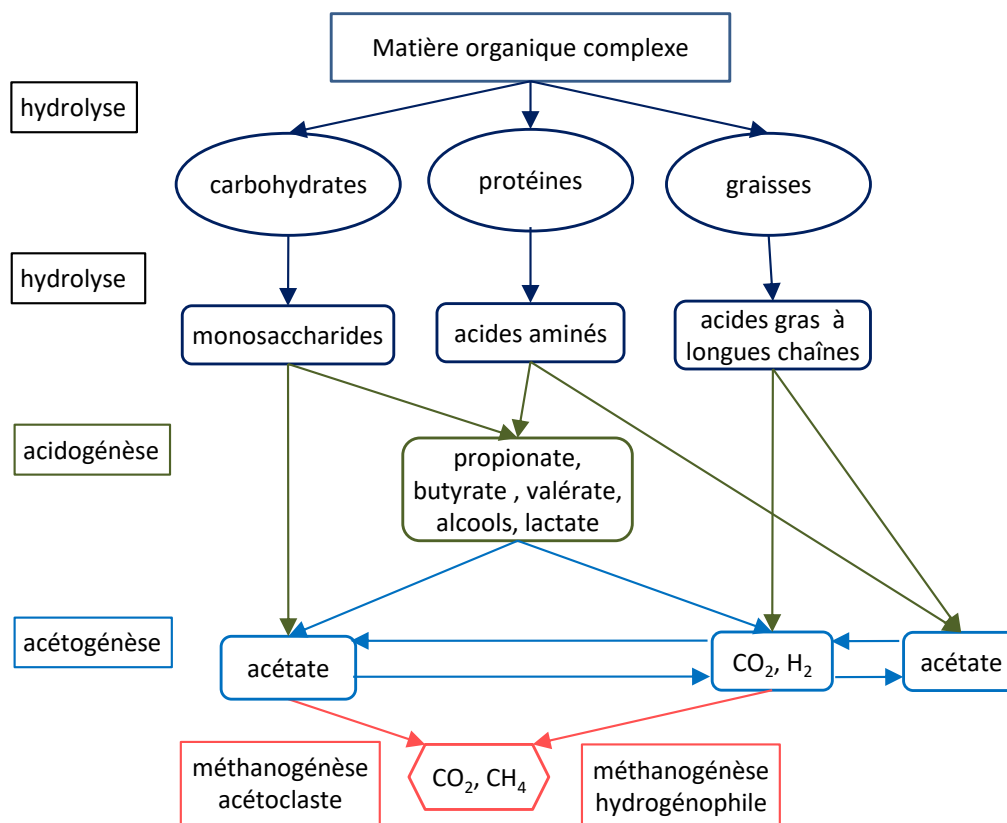 Matière organique complexe
hydrolyse
carbohydrates
protéines
graisses
hydrolyse
monosaccharides
acides aminés
acides gras à
longues chaînes
acidogénèse
propionate,
butyrate , valérate,
alcools, lactate
acétogénèse
acétate
CO₂, H₂
acétate
méthanogénèse
acétoclaste
CO₂, CH₄
méthanogénèse
hydrogénophile